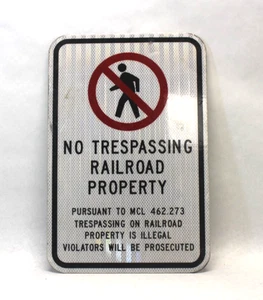 NO TRESPASSING
RAILROAD
PROPERTY
PURSUANT TO MCL 462.273
TRESPASSING ON RAILROAD
PROPERTY IS ILLEGAL
VIOLATORS WILL BE PROSECUTED